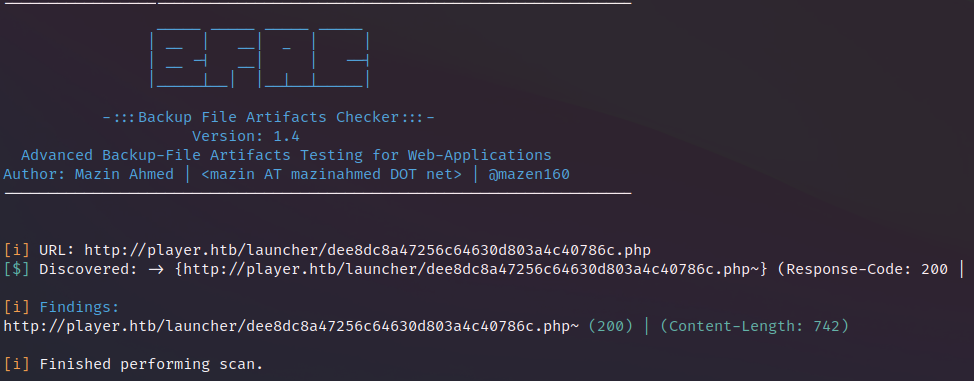 BFAC
-:::Backup File Artifacts Checker:::-
Version: 1.4
Advanced Backup-File Artifacts Testing for Web-Applications
Author: Mazin Ahmed | <mazin AT mazinahmed DOT net> | @mazen160
[i] URL: http://player.htb/launcher/dee8dc8a47256c64630d803a4c40786c.php
[$] Discovered: -> {http://player.htb/launcher/dee8dc8a47256c64630d803a4c40786c.php~} (Response-Code: 200 |
[i] Findings:
http://player.htb/launcher/dee8dc8a47256c64630d803a4c40786c.php~ (200) | (Content-Length: 742)
[i] Finished performing scan.